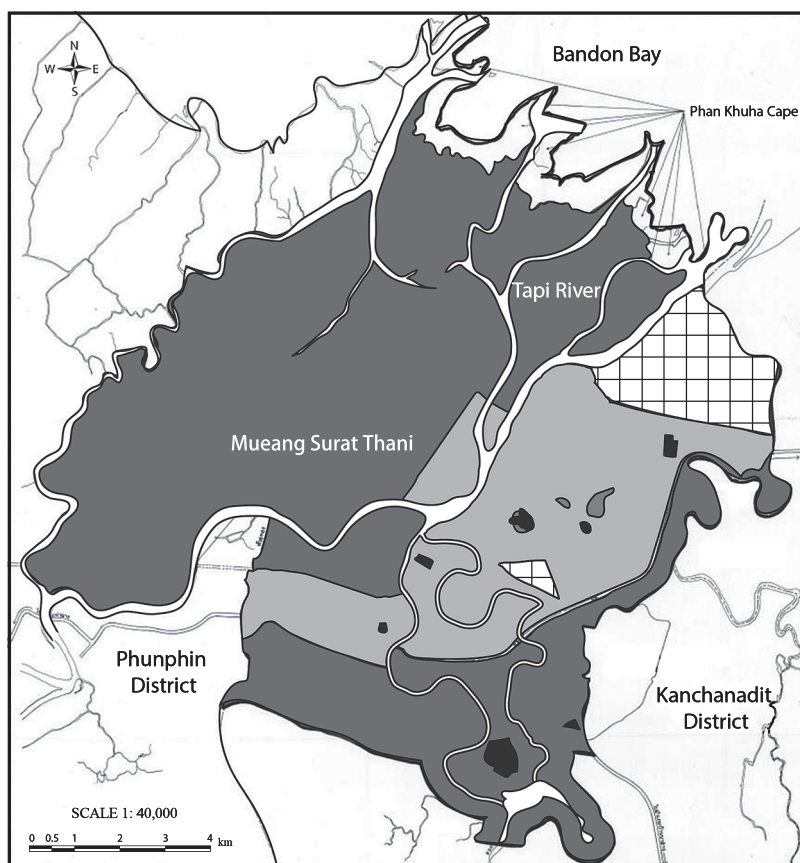 N
W E
S
Bandon Bay
Phan Khuha Cape
Tapi River
Mueang Surat Thani
Phunphin
District
Kanchanadit
District
SCALE 1: 40,000
0 0.5 1 2 3 4 km